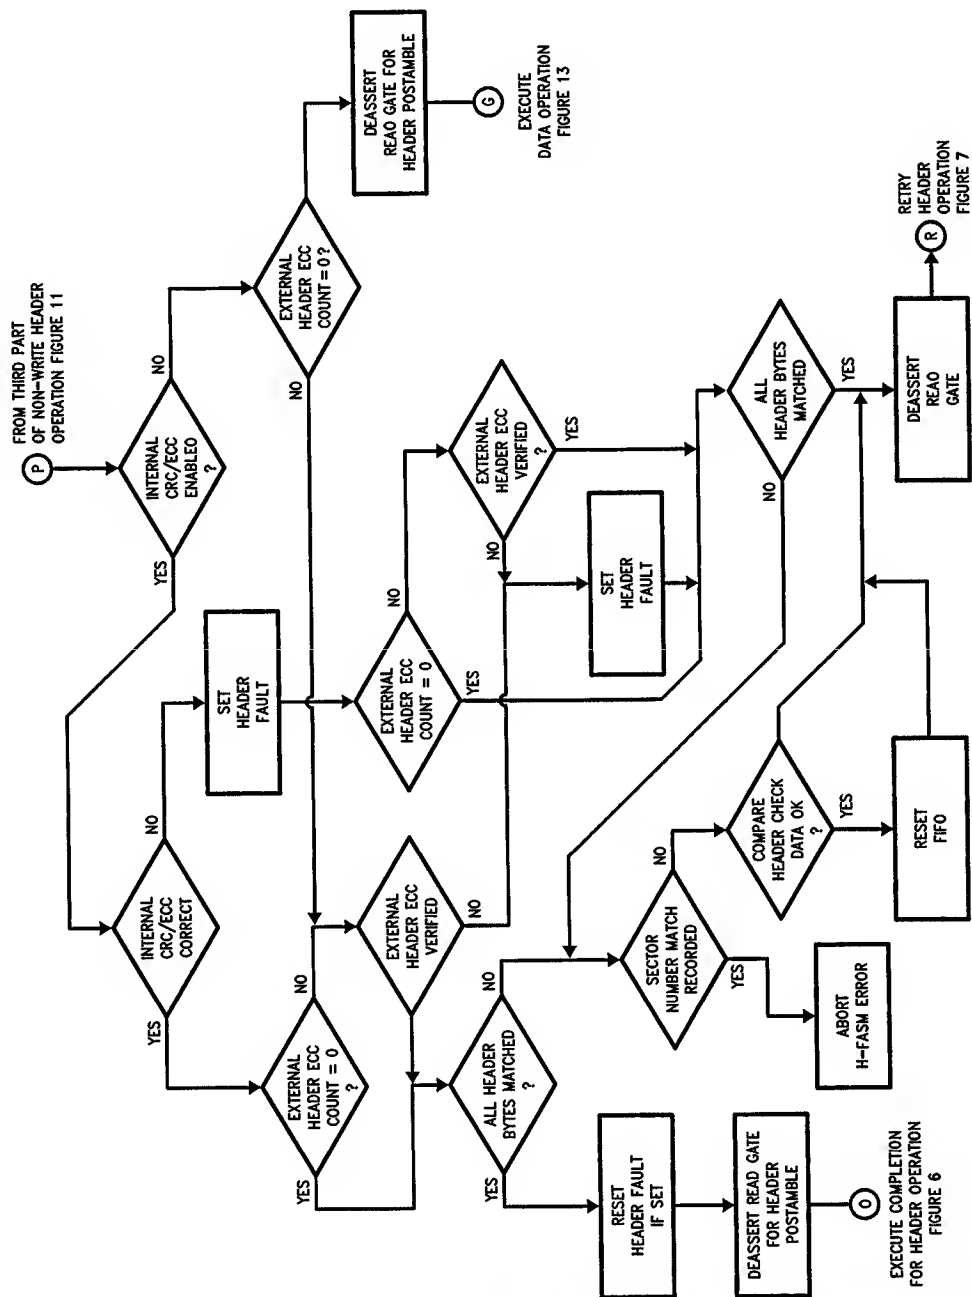 FROM THIRD PART
OF NON-WRITE HEADER
OPERATION FIGURE 11
P
INTERNAL
CRC/ECC
ENABLEO
?
YES
NO
INTERNAL
CRC/ECC
CORRECT
YES
NO
EXTERNAL
HEADER ECC
COUNT = 0 ?
NO
DEASSERT
REAO GATE FOR
HEADER POSTAMBLE
G
EXECUTE
DATA OPERATION
FIGURE 13
SET
HEADER
FAULT
EXTERNAL
HEADER ECC
COUNT = 0
?
YES
NO
EXTERNAL
HEADER ECC
VERIFIED
NO
EXTERNAL
HEADER ECC
COUNT = 0
YES
NO
EXTERNAL
HEADER ECC
VERIFIED
?
NO
YES
SET
HEADER
FAULT
ALL HEADER
BYTES MATCHED
?
YES
NO
ALL
HEADER BYTES
MATCHED
NO
YES
SECTOR
NUMBER MATCH
RECORDED
YES
NO
COMPARE
HEADER CHECK
DATA OK
?
YES
RESET
HEADER FAULT
IF SET
DEASSERT READ GATE
FOR HEADER
POSTAMBLE
O
EXECUTE COMPLETION
FOR HEADER OPERATION
FIGURE 6
ABORT
H-FASM ERROR
RESET
FIFO
DEASSERT
REAO
GATE
R
RETRY
HEADER
OPERATION
FIGURE 7